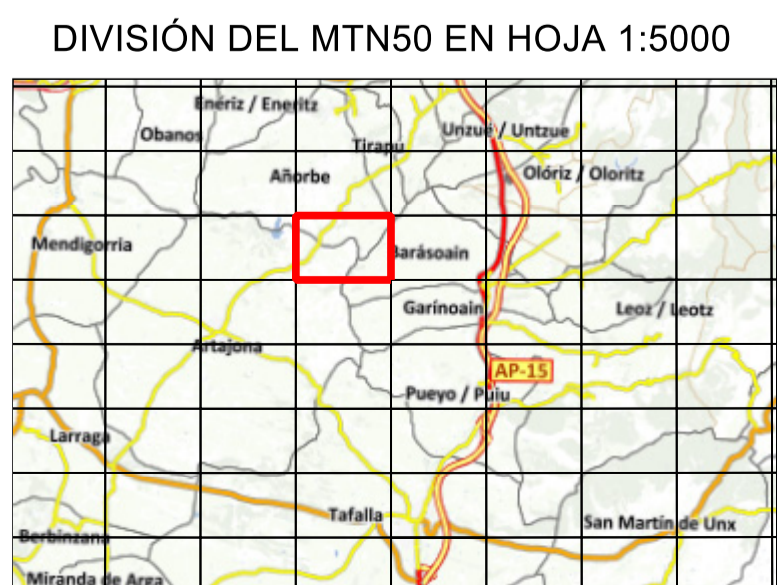 DIVISIÓN DEL MTN50 EN HOJA 1:5000
Enériz / Eneritz
Obanos
Unzué / Untzue
Tirapu
Añorbe
Olóriz / Oloritz
Mendigorria
Barásoain
Garínoain
Leoz / Leotz
Artajona
AP-15
Pueyo / Puiu
Larraga
Tafalla
San Martín de Unx
Berbinzana
Miranda de Arga